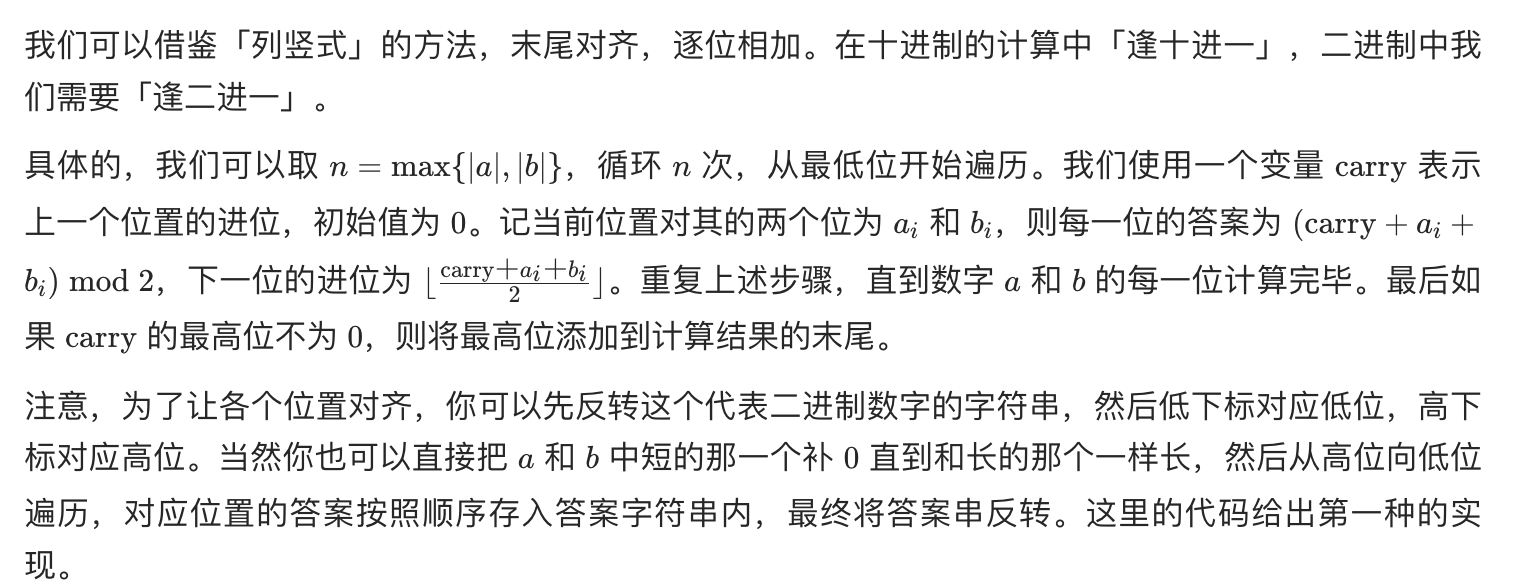 我们可以借鉴「列竖式」的方法，末尾对齐，逐位相加。在十进制的计算中「逢十进一」，二进制中我
们需要「逢二进一」。
具体的，我们可以取 n = max{|a|, |b|}，循环 n 次，从最低位开始遍历。我们使用一个变量 carry 表示
上一个位置的进位，初始值为 0。记当前位置对其的两个位为 a_i 和 b_i，则每一位的答案为 (carry + a_i +
b_i) mod 2，下一位的进位为 ⌊(carry+a_i+b_i)/2⌋。重复上述步骤，直到数字 a 和 b 的每一位计算完毕。最后如
果 carry 的最高位不为 0，则将最高位添加到计算结果的末尾。
注意，为了让各个位置对齐，你可以先反转这个代表二进制数字的字符串，然后低下标对应低位，高下
标对应高位。当然你也可以直接把 a 和 b 中短的那一个补 0 直到和长的那个一样长，然后从高位向低位
遍历，对应位置的答案按照顺序存入答案字符串内，最终将答案串反转。这里的代码给出第一种的实
现。